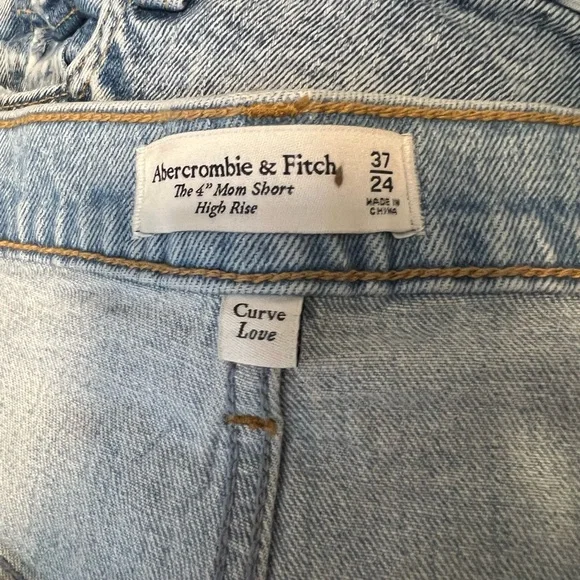 Abercrombie & Fitch
The 4" Mom Short
High Rise
37
24
MADE IN
CHINA
Curve
Love